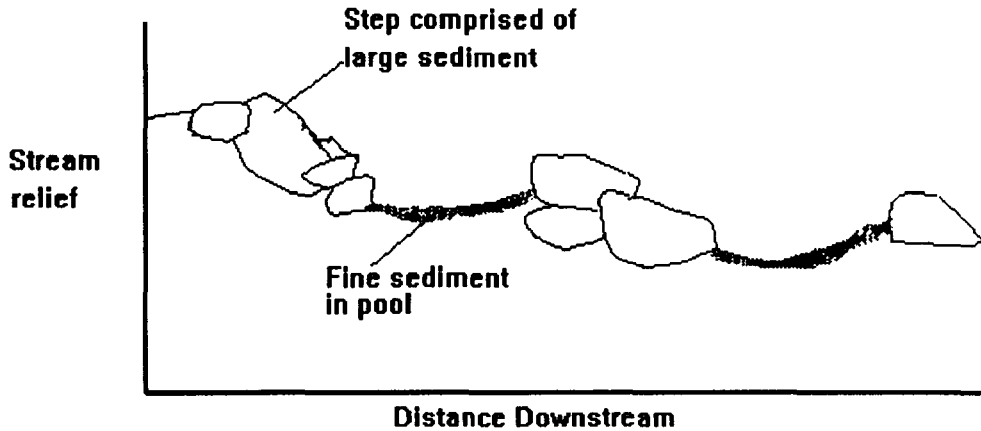 Step comprised of
large sediment
Stream
relief
Fine sediment
in pool
Distance Downstream